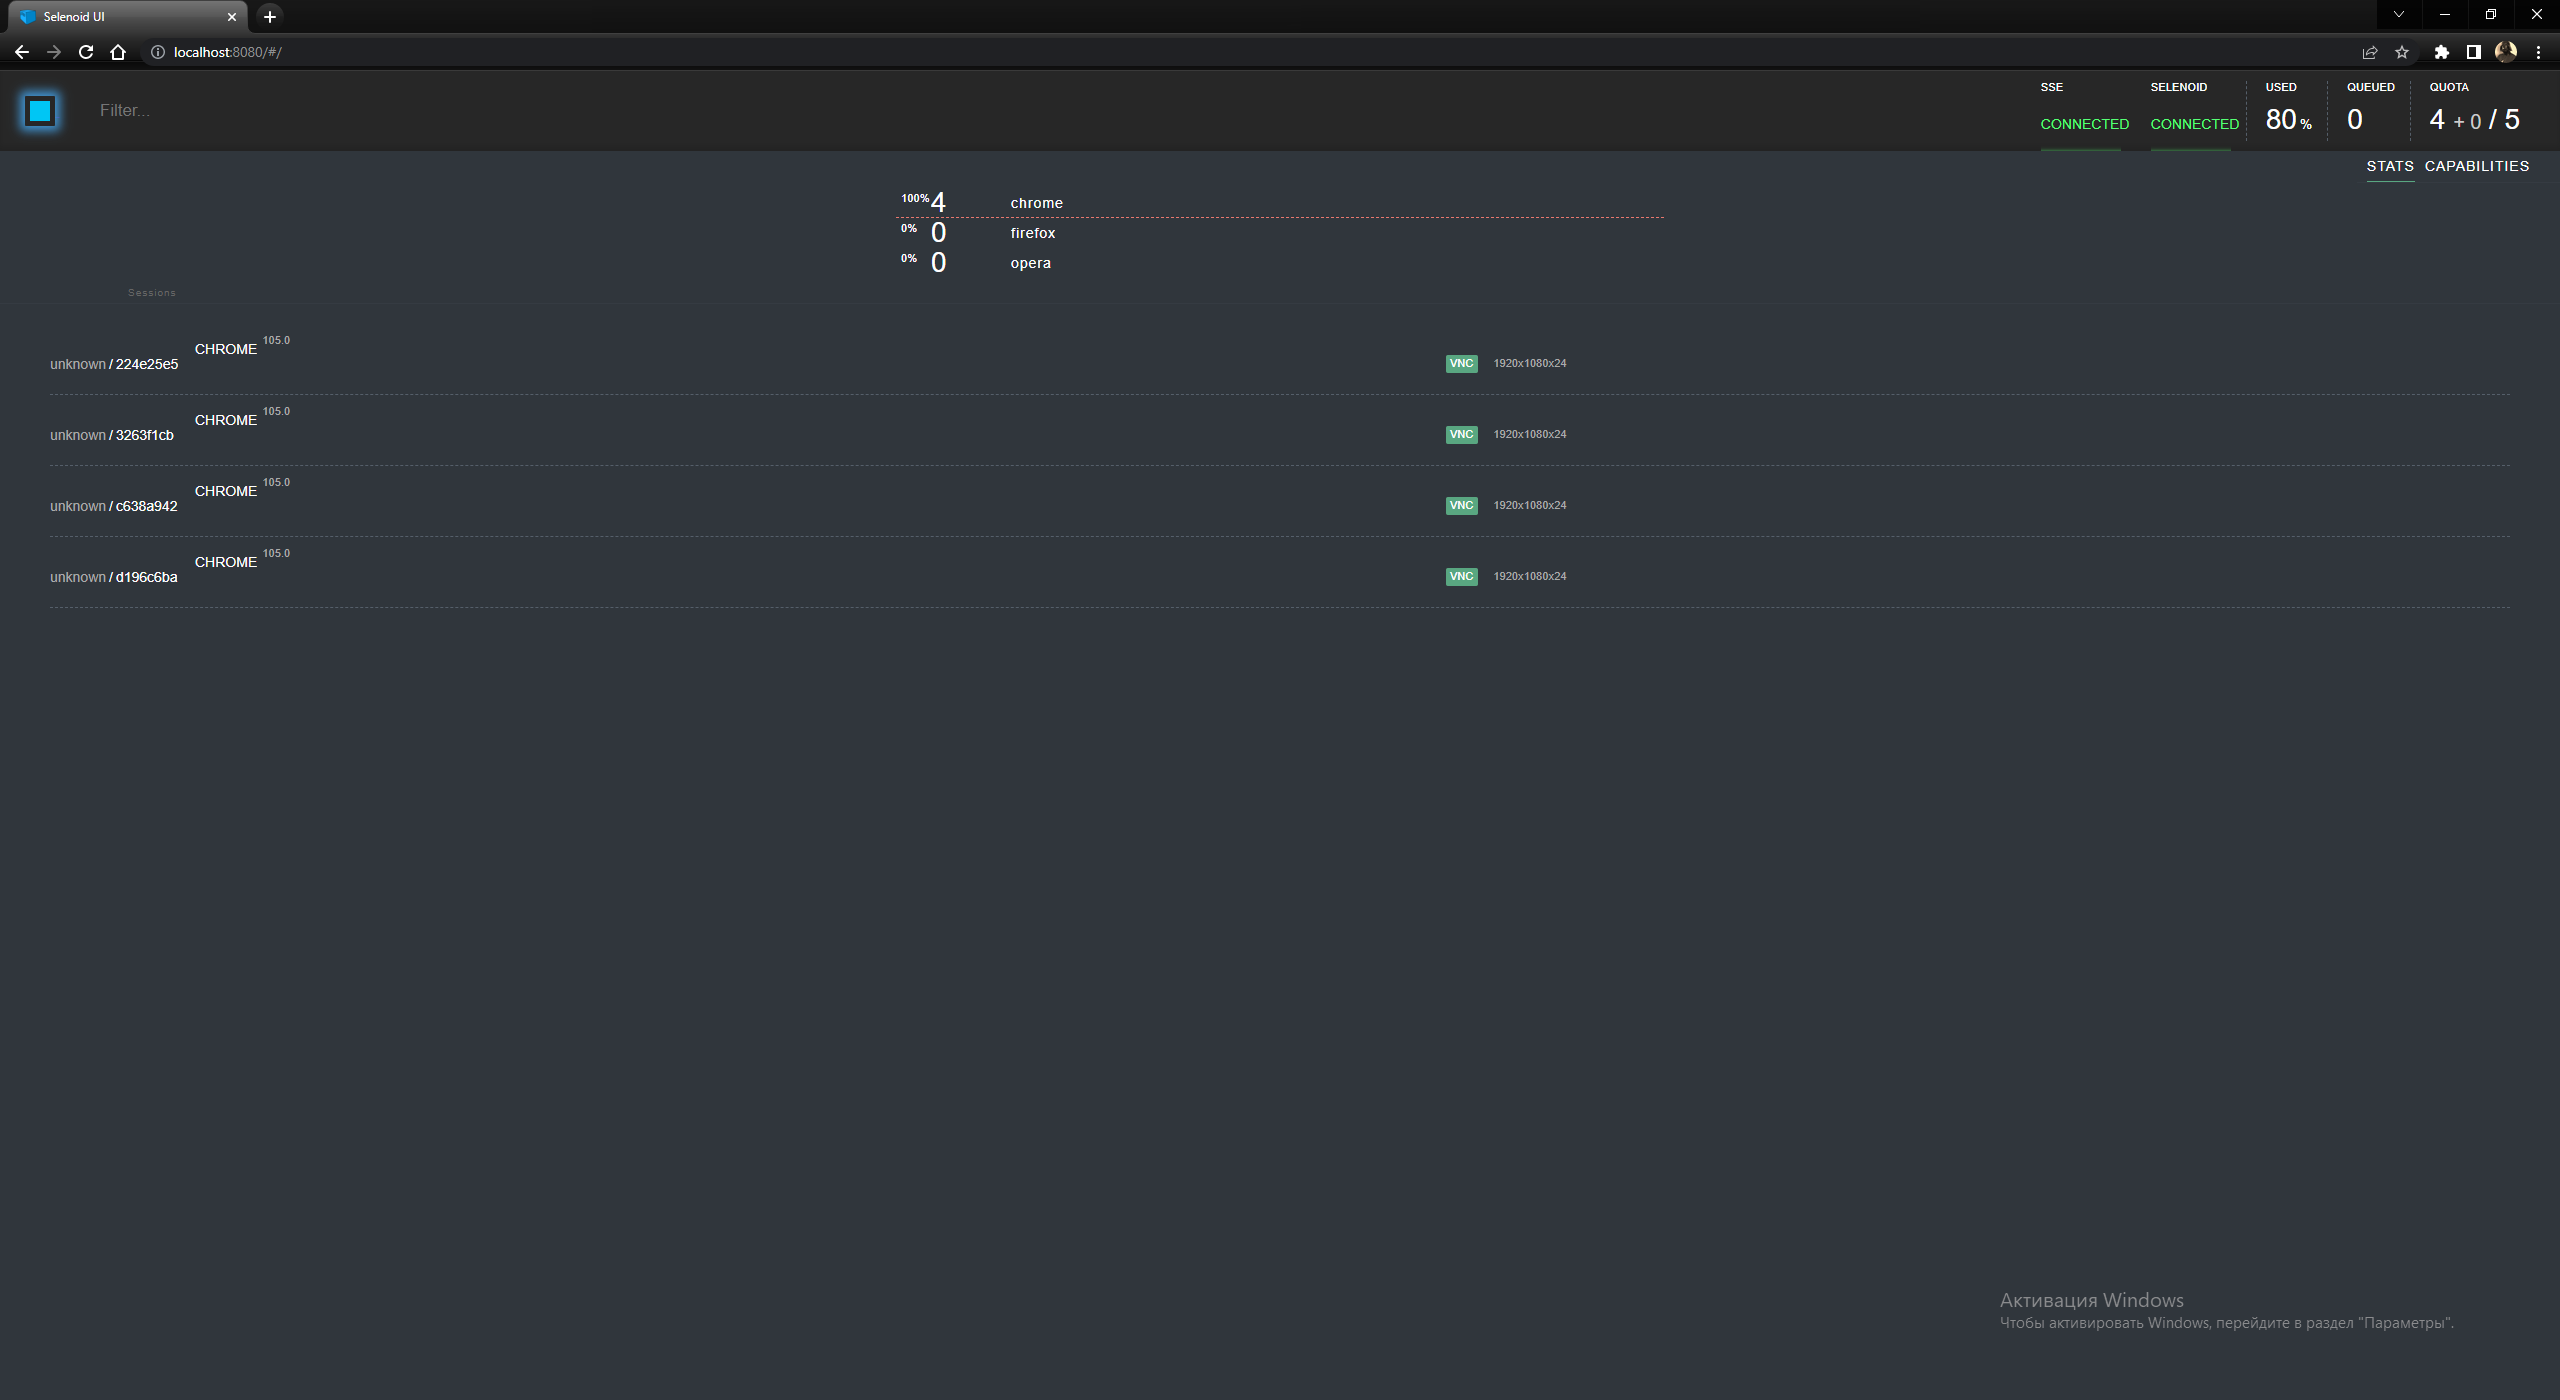 Selenoid UI
localhost:8080/#/
Filter...
SSE
CONNECTED
SELENOID
CONNECTED
USED
80 %
QUEUED
0
QUOTA
4 + 0 / 5
STATS CAPABILITIES
100% 4 chrome
0% 0 firefox
0% 0 opera
Sessions
unknown / 224e25e5 CHROME 105.0 VNC 1920x1080x24
unknown / 3263f1cb CHROME 105.0 VNC 1920x1080x24
unknown / c638a942 CHROME 105.0 VNC 1920x1080x24
unknown / d196c6ba CHROME 105.0 VNC 1920x1080x24
Активация Windows
Чтобы активировать Windows, перейдите в раздел "Параметры".